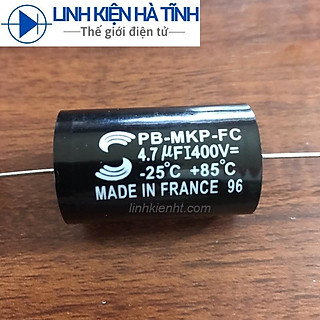 LINH KIỆN HÀ TĨNH
Thế giới điện tử
PB-MKP-FC
4.7 µFI400V=
-25°C +85°C
MADE IN FRANCE 96
linhkienht.com